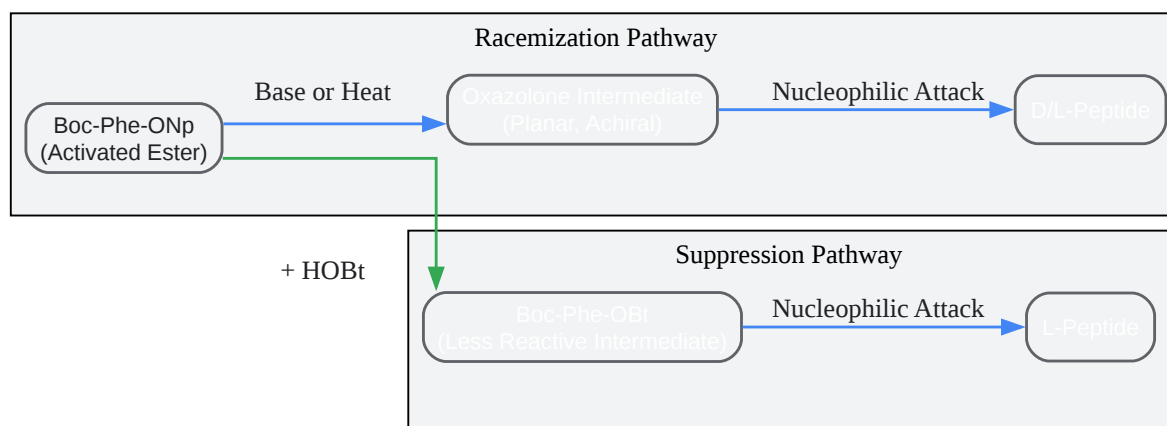 Racemization Pathway
Base or Heat
Oxazolone Intermediate
(Planar, Achiral)
Nucleophilic Attack
D/L-Peptide
Boc-Phe-ONp
(Activated Ester)
Suppression Pathway
+ HOBt
Boc-Phe-OBt
(Less Reactive Intermediate)
Nucleophilic Attack
L-Peptide